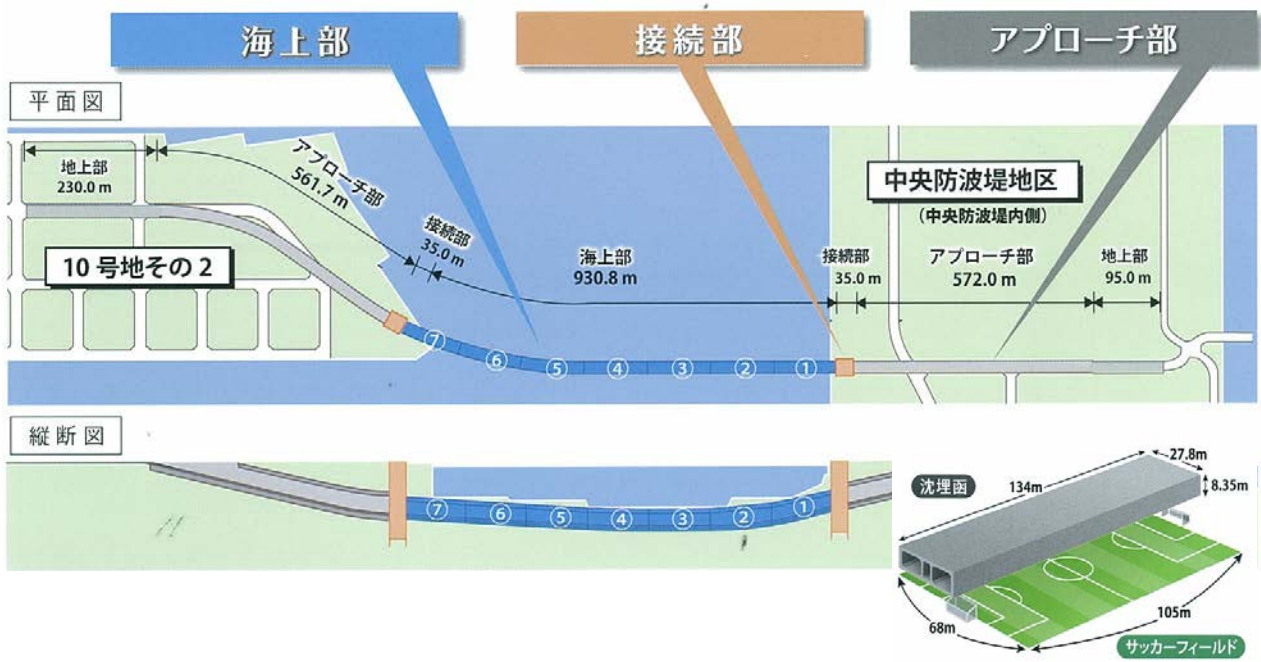 海上部
接続部
アプローチ部
平面図
地上部
230.0 m
アプローチ部
561.7 m
接続部
35.0 m
海上部
930.8 m
中央防波堤地区
(中央防波堤内側)
接続部
35.0 m
アプローチ部
572.0 m
地上部
95.0 m
10 号地その 2
⑦
⑥
⑤
④
③
②
①
縦断図
⑦
⑥
⑤
④
③
②
①
沈埋函
134m
27.8m
8.35m
68m
105m
サッカーフィールド